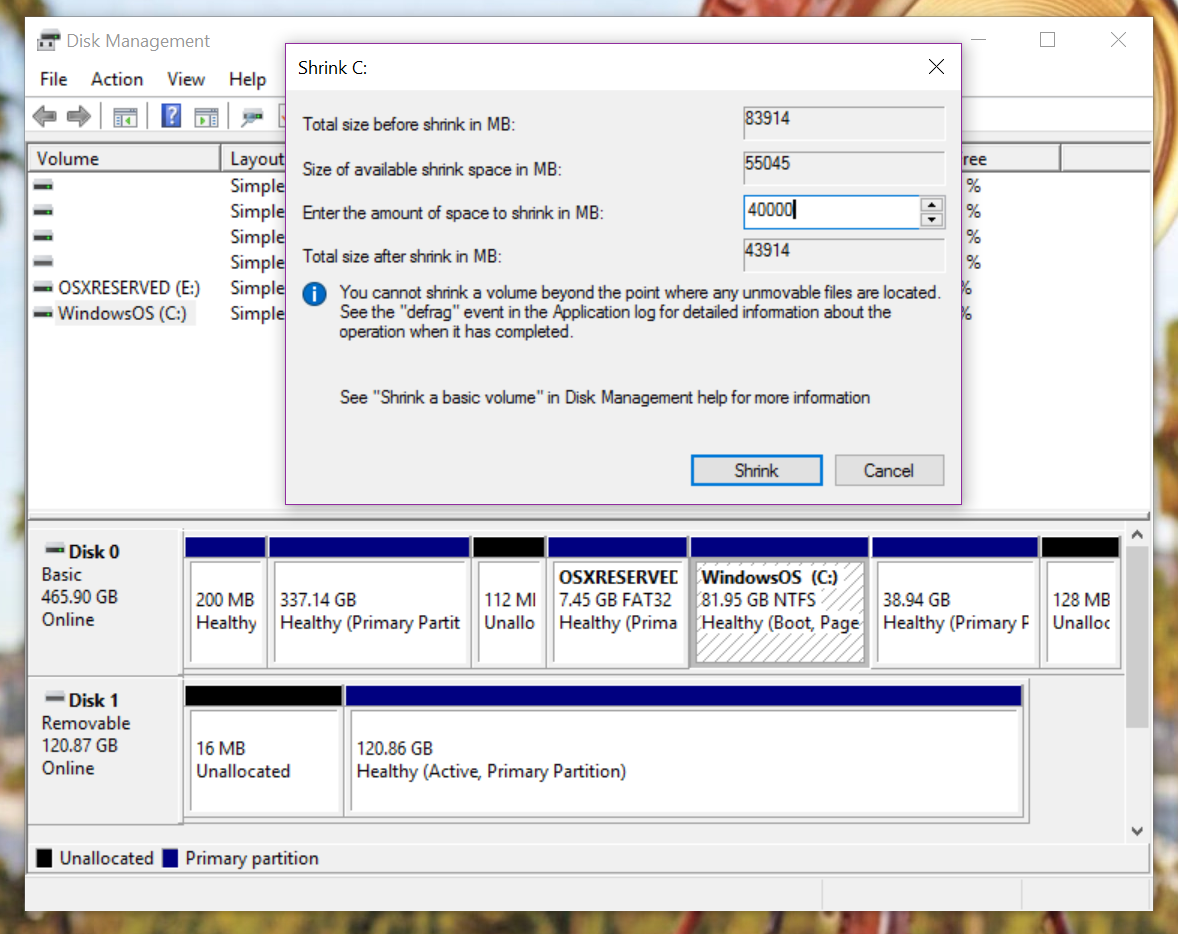 Disk Management
File Action View Help
Shrink C:
Total size before shrink in MB: 83914
Size of available shrink space in MB: 55045
Enter the amount of space to shrink in MB: 40000
Total size after shrink in MB: 43914
You cannot shrink a volume beyond the point where any unmovable files are located.
See the "defrag" event in the Application log for detailed information about the
operation when it has completed.
See "Shrink a basic volume" in Disk Management help for more information
Shrink Cancel
Volume Layout ree
Simple %
Simple %
Simple %
Simple %
OSXRESERVED (E:) Simple %
WindowsOS (C:) Simple %
Disk 0
Basic
465.90 GB
Online
200 MB
Healthy
337.14 GB
Healthy (Primary Partit
112 MI
Unallo
OSXRESERVED
7.45 GB FAT32
Healthy (Prima
WindowsOS (C:)
81.95 GB NTFS
Healthy (Boot, Page
38.94 GB
Healthy (Primary P
128 MB
Unalloc
Disk 1
Removable
120.87 GB
Online
16 MB
Unallocated
120.86 GB
Healthy (Active, Primary Partition)
Unallocated Primary partition